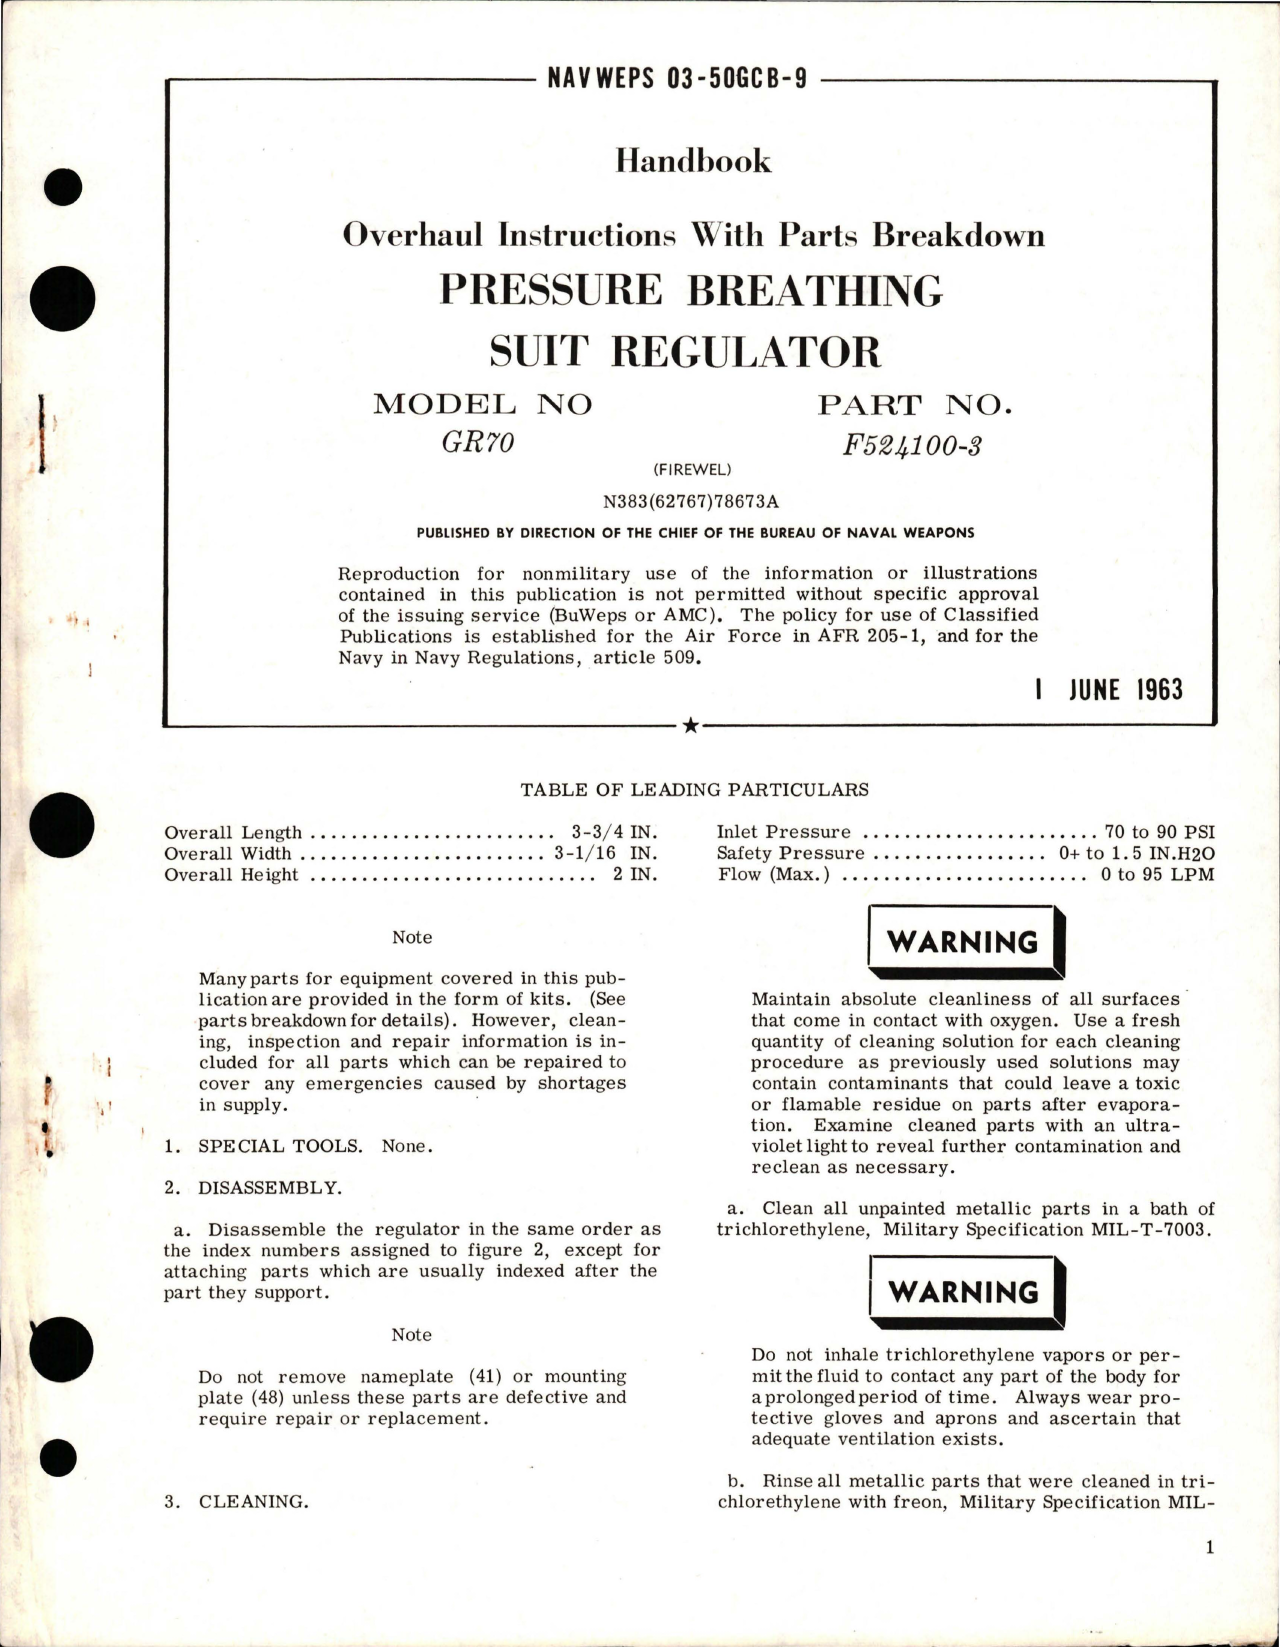 NAVWEPS 03-50GCB-9
Handbook
Overhaul Instructions With Parts Breakdown
PRESSURE BREATHING
SUIT REGULATOR
MODEL NO PART NO.
GR70 F524100-3
(FIREWEL)
N383(62767)78673A
PUBLISHED BY DIRECTION OF THE CHIEF OF THE BUREAU OF NAVAL WEAPONS
Reproduction for nonmilitary use of the information or illustrations
contained in this publication is not permitted without specific approval
of the issuing service (BuWeps or AMC). The policy for use of Classified
Publications is established for the Air Force in AFR 205-1, and for the
Navy in Navy Regulations, article 509.
1 JUNE 1963
TABLE OF LEADING PARTICULARS
Overall Length ........................ 3-3/4 IN.
Overall Width ........................ 3-1/16 IN.
Overall Height ............................ 2 IN.
Note
Many parts for equipment covered in this pub-
lication are provided in the form of kits. (See
parts breakdown for details). However, clean-
ing, inspection and repair information is in-
cluded for all parts which can be repaired to
cover any emergencies caused by shortages
in supply.
1. SPECIAL TOOLS. None.
2. DISASSEMBLY.
a. Disassemble the regulator in the same order as
the index numbers assigned to figure 2, except for
attaching parts which are usually indexed after the
part they support.
Note
Do not remove nameplate (41) or mounting
plate (48) unless these parts are defective and
require repair or replacement.
3. CLEANING.
Inlet Pressure ....................... 70 to 90 PSI
Safety Pressure ................. 0+ to 1.5 IN.H2O
Flow (Max.) ........................ 0 to 95 LPM
WARNING
Maintain absolute cleanliness of all surfaces
that come in contact with oxygen. Use a fresh
quantity of cleaning solution for each cleaning
procedure as previously used solutions may
contain contaminants that could leave a toxic
or flamable residue on parts after evapora-
tion. Examine cleaned parts with an ultra-
violet light to reveal further contamination and
reclean as necessary.
a. Clean all unpainted metallic parts in a bath of
trichlorethylene, Military Specification MIL-T-7003.
WARNING
Do not inhale trichlorethylene vapors or per-
mit the fluid to contact any part of the body for
a prolonged period of time. Always wear pro-
tective gloves and aprons and ascertain that
adequate ventilation exists.
b. Rinse all metallic parts that were cleaned in tri-
chlorethylene with freon, Military Specification MIL-
1